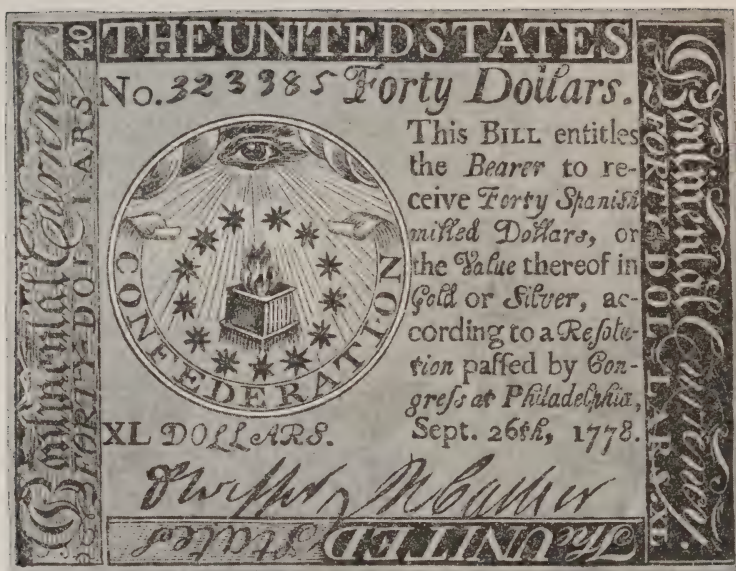 THE UNITED STATES
No. 323385 Forty Dollars.
This BILL entitles
the Bearer to re-
ceive Forty Spanish
milled Dollars, or
the Value thereof in
Gold or Silver, ac-
cording to a Resolu-
tion passed by Con-
gress at Philadelphia,
Sept. 26th, 1778.
CONFEDERATION
XL DOLLARS.
The UNITED
States
40
Continental Currency
FORTY DOLLARS
Continental Currency.
FORTY DOLLARS. XL